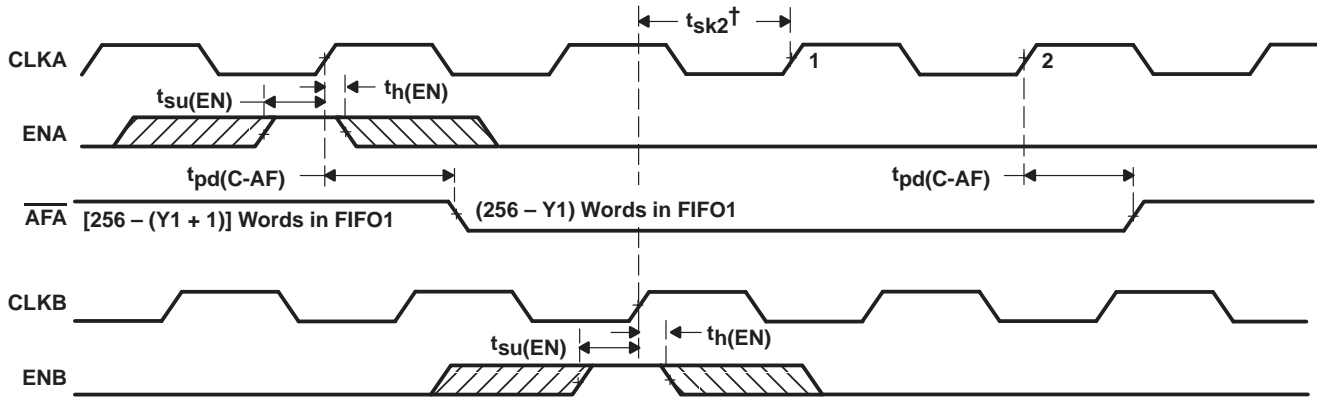 tsk2†
CLKA
1
2
tsu(EN)
th(EN)
ENA
tpd(C-AF)
tpd(C-AF)
AFA
[256 – (Y1 + 1)] Words in FIFO1
(256 – Y1) Words in FIFO1
CLKB
tsu(EN)
th(EN)
ENB